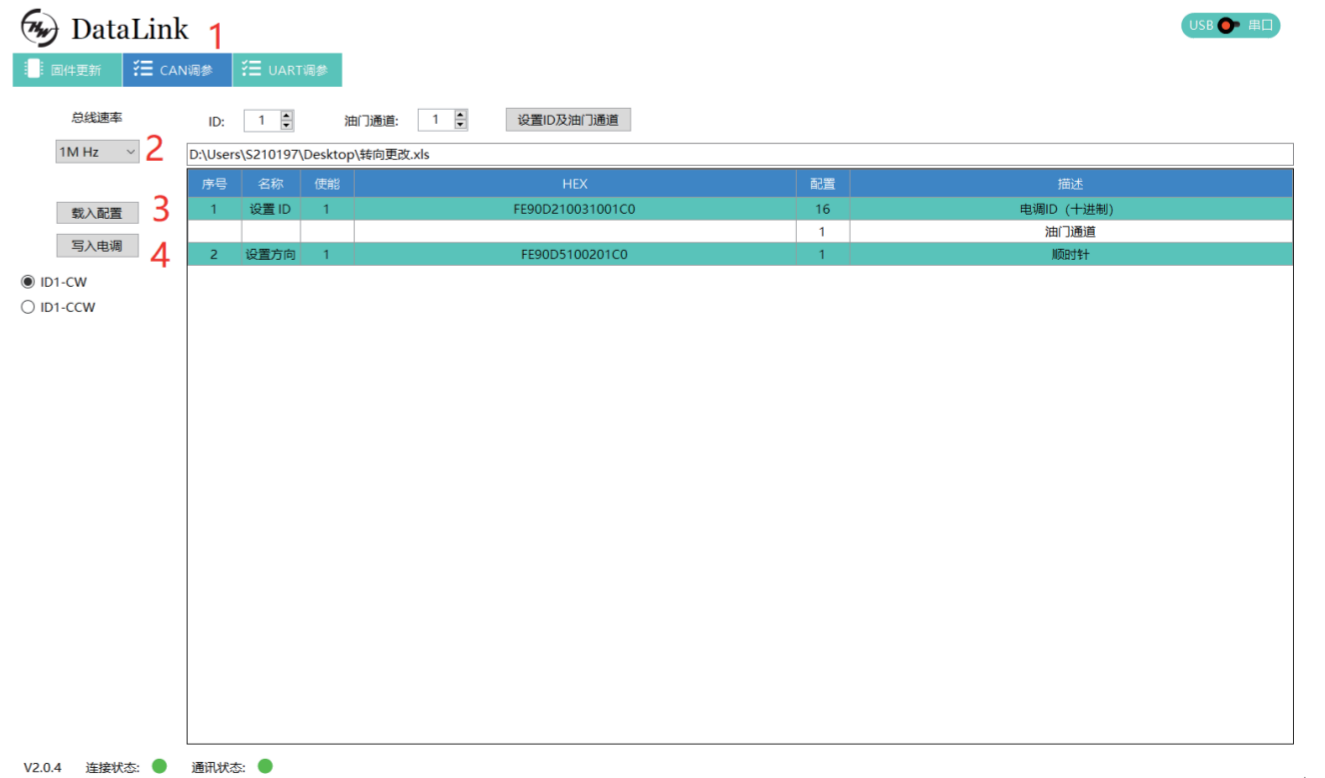 HW DataLink 1
USB 串口
固件更新 CAN调参 UART调参
总线速率 ID: 1 油门通道: 1 设置ID及油门通道
1M Hz 2 D:\Users\S210197\Desktop\转向更改.xls
序号 名称 使能 HEX 配置 描述
载入配置 3 1 设置 ID 1 FE90D210031001C0 16 电调ID（十进制）
1 油门通道
写入电调 4 2 设置方向 1 FE90D5100201C0 1 顺时针
ID1-CW
ID1-CCW
V2.0.4 连接状态: 通讯状态: